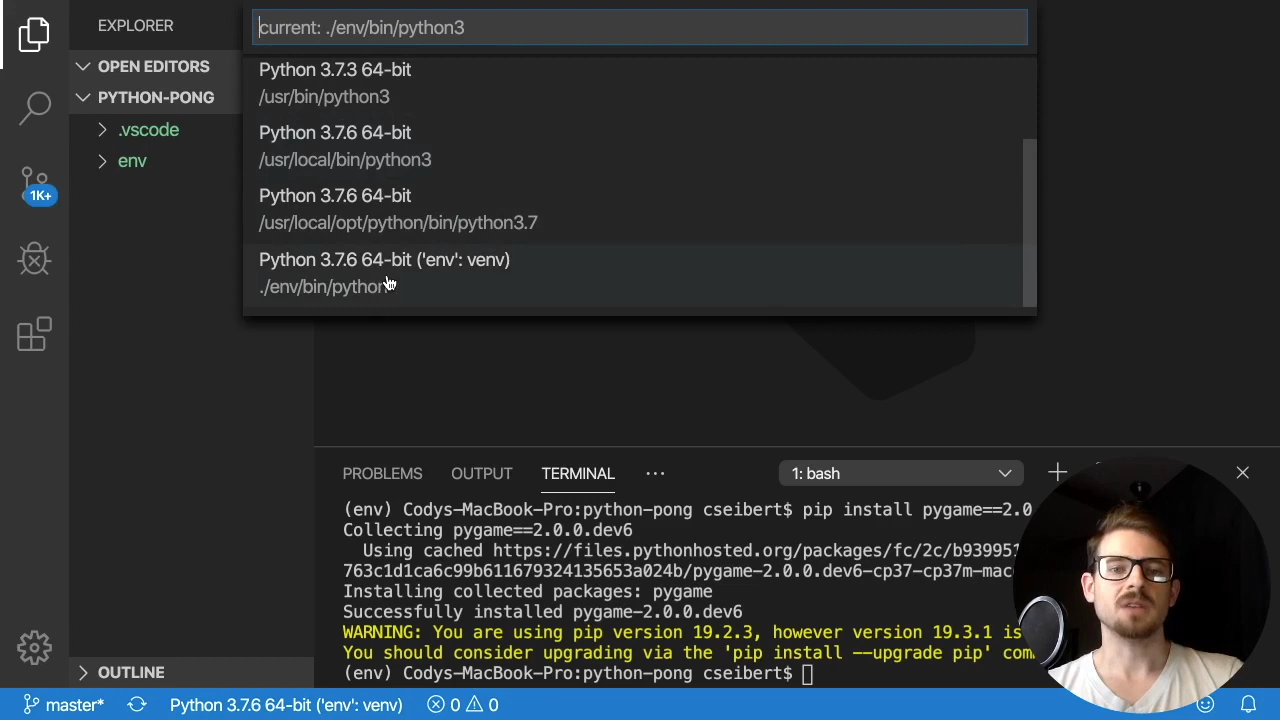 EXPLORER
OPEN EDITORS
PYTHON-PONG
.vscode
env
1K+
OUTLINE
current: ./env/bin/python3
Python 3.7.3 64-bit
/usr/bin/python3
Python 3.7.6 64-bit
/usr/local/bin/python3
Python 3.7.6 64-bit
/usr/local/opt/python/bin/python3.7
Python 3.7.6 64-bit ('env': venv)
./env/bin/python
PROBLEMS OUTPUT TERMINAL ··· 1: bash
(env) Codys-MacBook-Pro:python-pong cseibert$ pip install pygame==2.0
Collecting pygame==2.0.0.dev6
Using cached https://files.pythonhosted.org/packages/fc/2c/b939951
763c1d1ca6c99b611679324135653a024b/pygame-2.0.0.dev6-cp37-cp37m-mac
Installing collected packages: pygame
Successfully installed pygame-2.0.0.dev6
WARNING: You are using pip version 19.2.3, however version 19.3.1 is
You should consider upgrading via the 'pip install --upgrade pip' com
(env) Codys-MacBook-Pro:python-pong cseibert$
master* Python 3.7.6 64-bit ('env': venv) 0 0